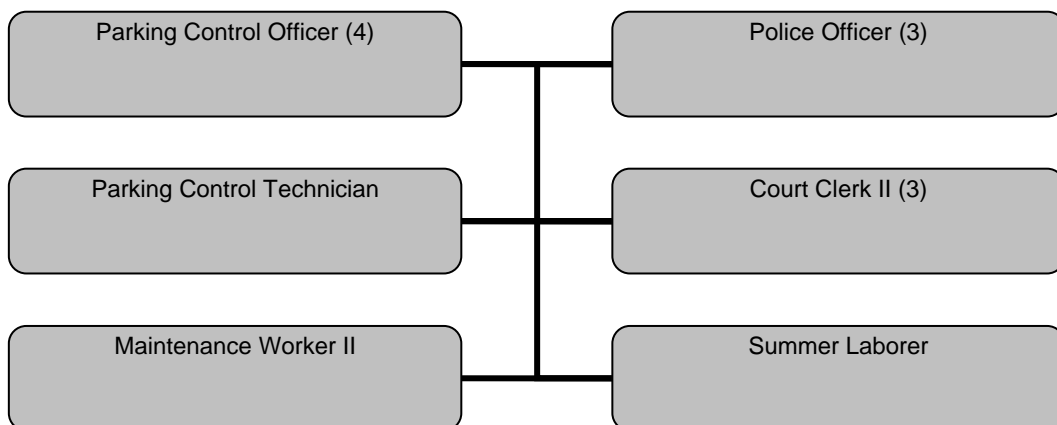 Parking Control Officer (4)
Police Officer (3)
Parking Control Technician
Court Clerk II (3)
Maintenance Worker II
Summer Laborer